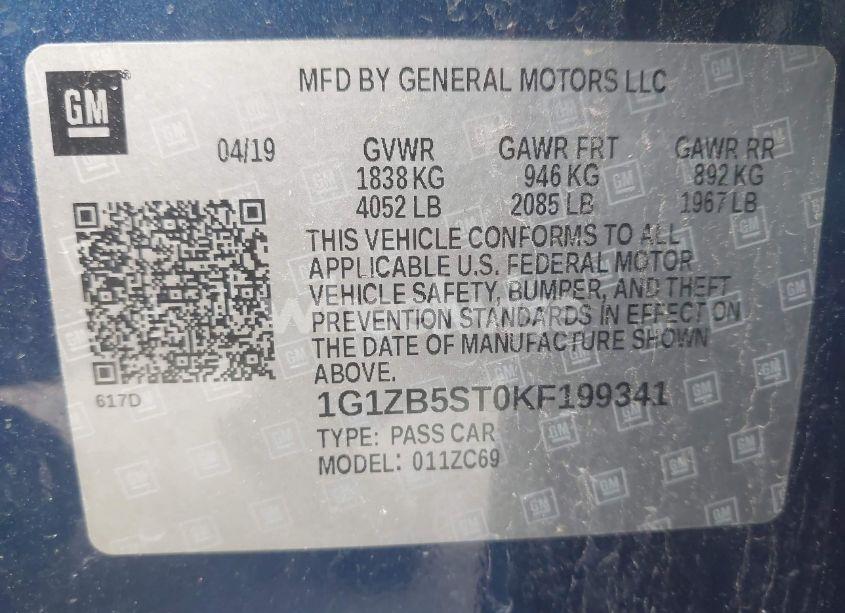 GM
MFD BY GENERAL MOTORS LLC
04/19 GVWR GAWR FRT GAWR RR
1838 KG 946 KG 892 KG
4052 LB 2085 LB 1967 LB
THIS VEHICLE CONFORMS TO ALL
APPLICABLE U.S. FEDERAL MOTOR
VEHICLE SAFETY, BUMPER, AND THEFT
PREVENTION STANDARDS IN EFFECT ON
THE DATE OF MANUFACTURE SHOWN
ABOVE.
617D
1G1ZB5ST0KF199341
TYPE: PASS CAR
MODEL: 011ZC69